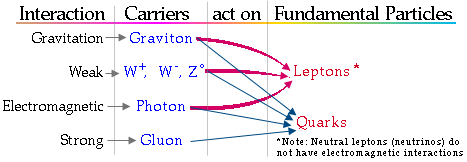 Interaction Carriers act on Fundamental Particles
Gravitation Graviton
Weak W⁺, W⁻, Z° Leptons *
Electromagnetic Photon
Quarks
Strong Gluon
*Note: Neutral leptons (neutrinos) do
not have electromagnetic interactions